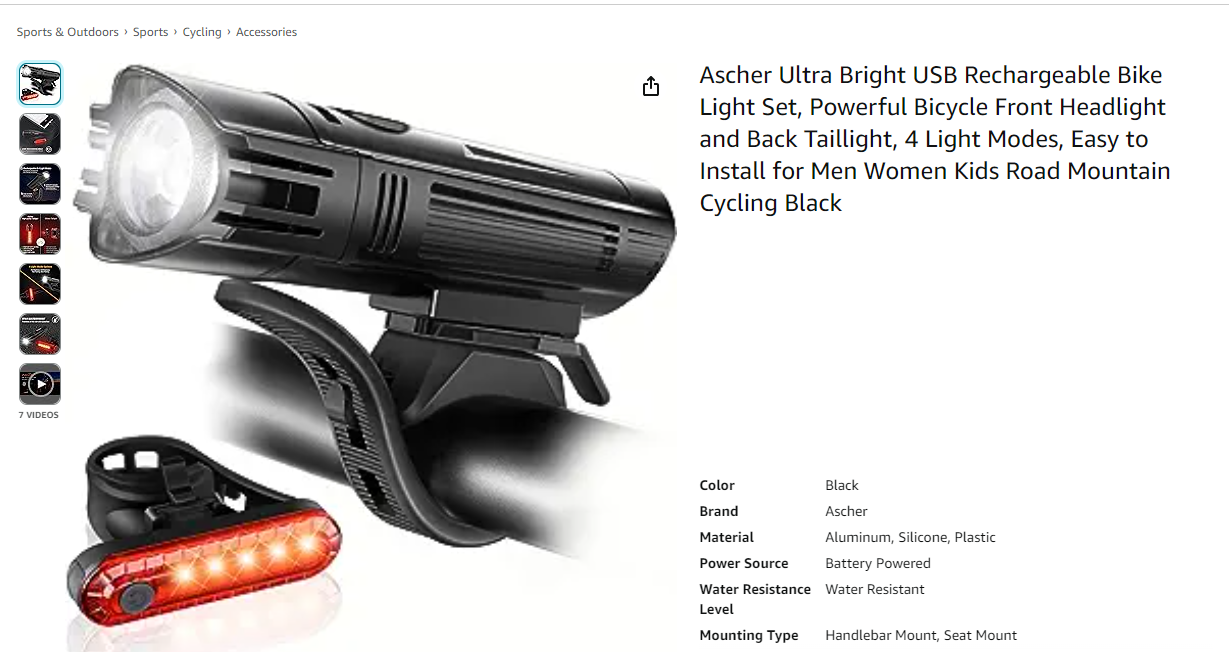 Sports & Outdoors › Sports › Cycling › Accessories
Ascher Ultra Bright USB Rechargeable Bike
Light Set, Powerful Bicycle Front Headlight
and Back Taillight, 4 Light Modes, Easy to
Install for Men Women Kids Road Mountain
Cycling Black
7 VIDEOS
Color Black
Brand Ascher
Material Aluminum, Silicone, Plastic
Power Source Battery Powered
Water Resistance Water Resistant
Level
Mounting Type Handlebar Mount, Seat Mount